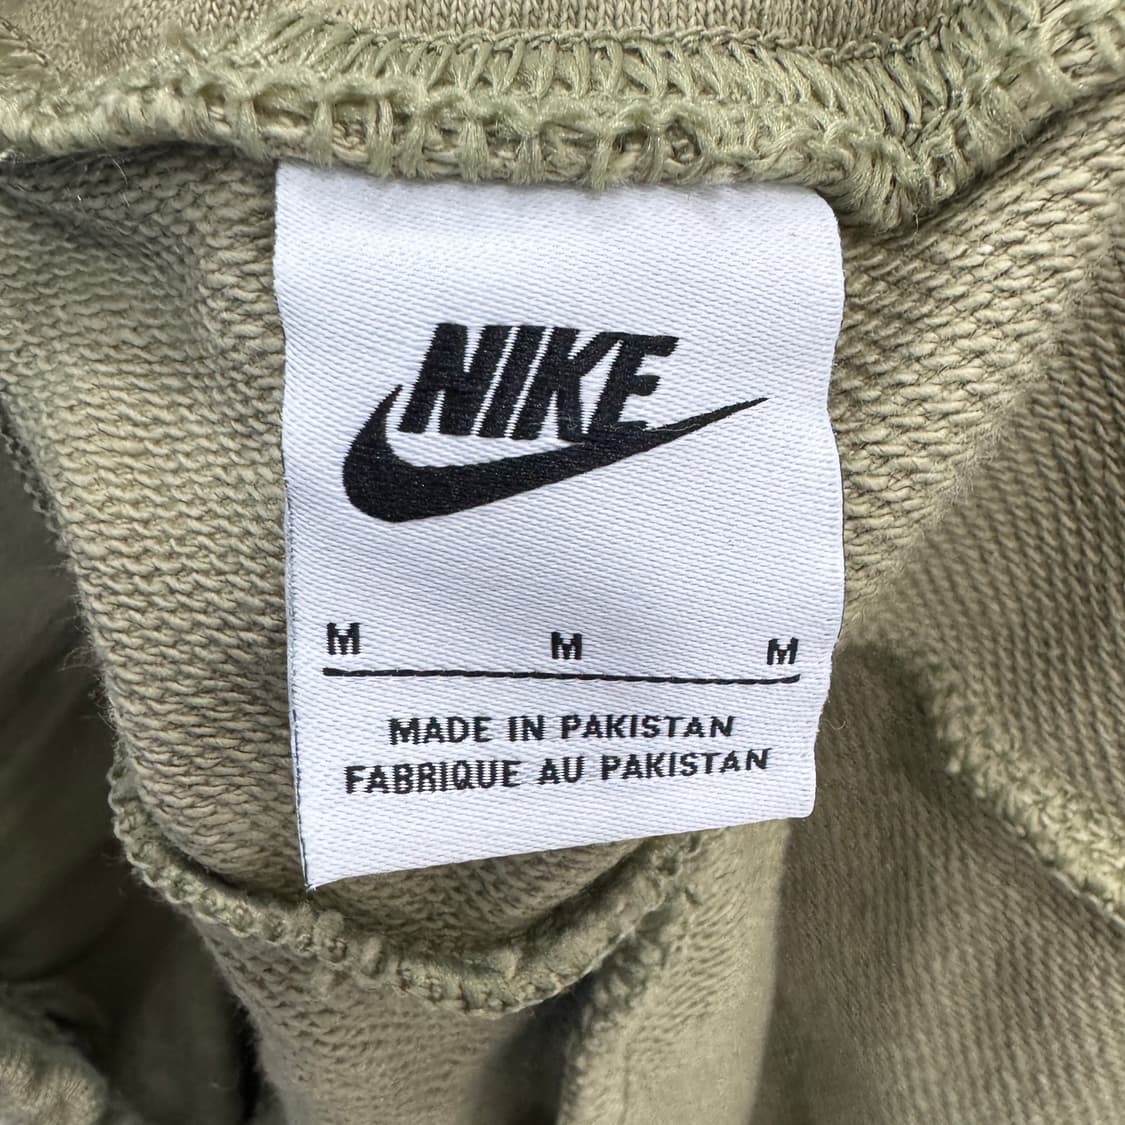 NIKE
M M M
MADE IN PAKISTAN
FABRIQUE AU PAKISTAN